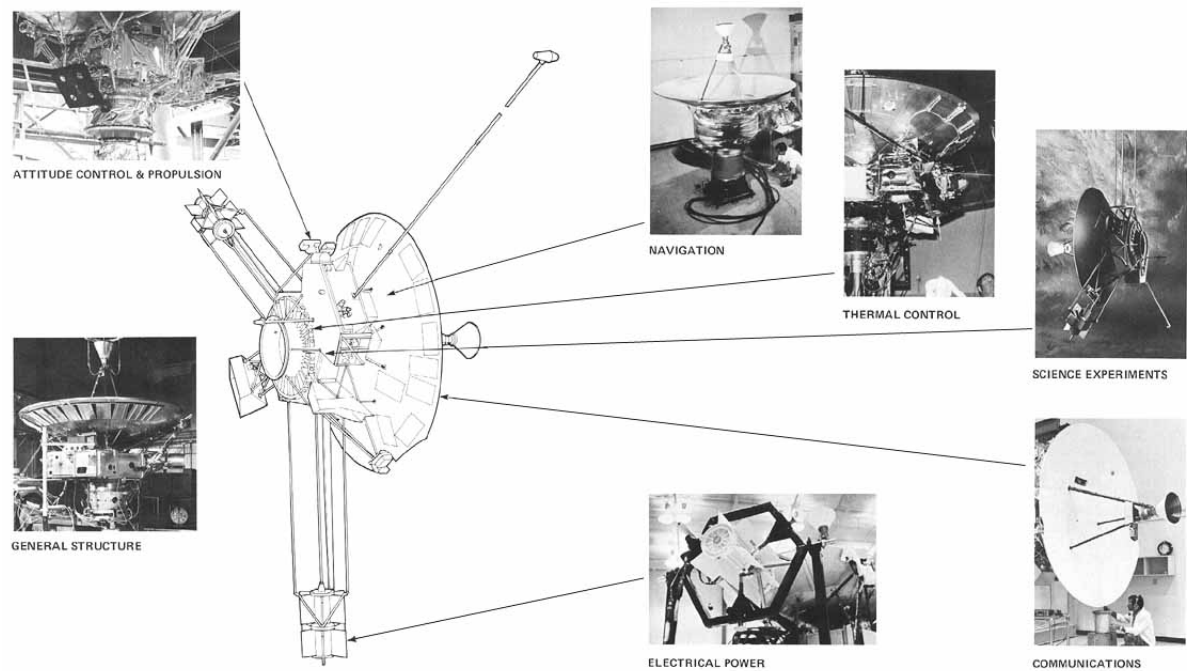 ATTITUDE CONTROL & PROPULSION
NAVIGATION
THERMAL CONTROL
SCIENCE EXPERIMENTS
GENERAL STRUCTURE
ELECTRICAL POWER
COMMUNICATIONS